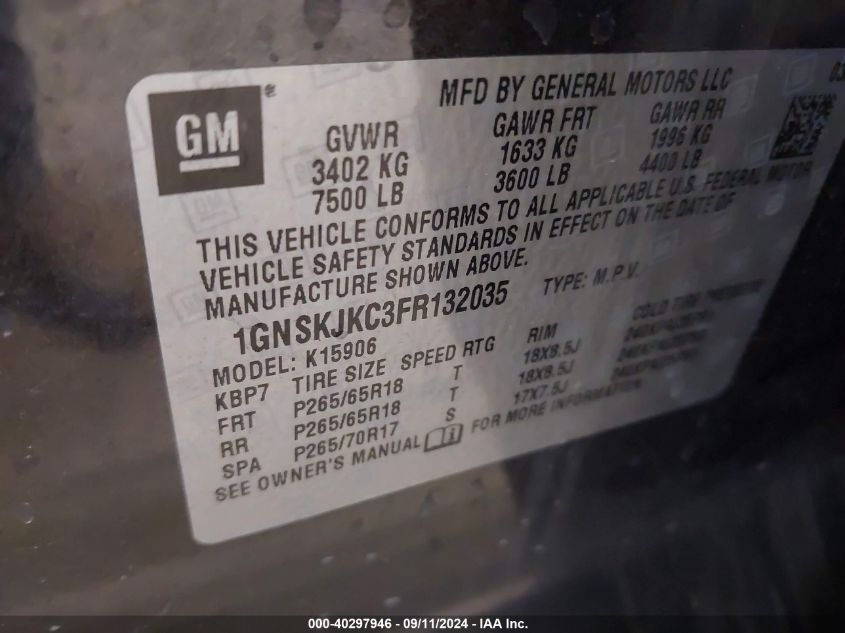 MFD BY GENERAL MOTORS LLC
03
GM ®
GVWR GAWR FRT GAWR RR
3402 KG 1633 KG 1996 KG
7500 LB 3600 LB 4400 LB
THIS VEHICLE CONFORMS TO ALL APPLICABLE U.S. FEDERAL MOTOR
VEHICLE SAFETY STANDARDS IN EFFECT ON THE DATE OF
MANUFACTURE SHOWN ABOVE.
1GNSKJKC3FR132035 TYPE: M.P.V.
MODEL: K15906
KBP7 TIRE SIZE SPEED RTG RIM COLD TIRE
FRT P265/65R18 T 18X8.5J
RR P265/65R18 T 18X8.5J
SPA P265/70R17 S 17X7.5J
SEE OWNER'S MANUAL FOR MORE INFORMATION
000-40297946 - 09/11/2024 - IAA Inc.